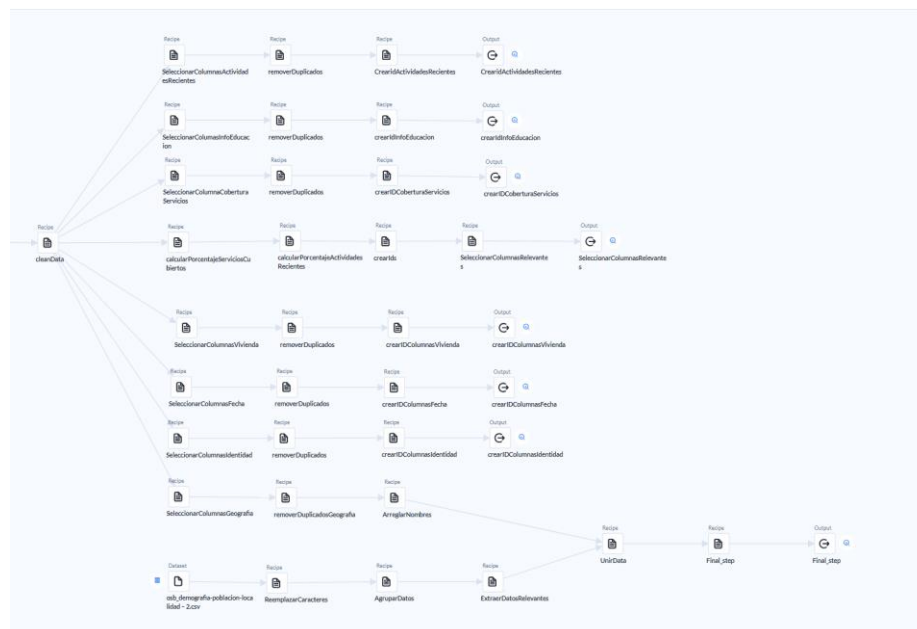 Recipe Recipe Recipe Output
SeleccionarColumnasActividad removerDuplicados CrearIdActividadesRecientes CrearIdActividadesRecientes
esRecientes
Recipe Recipe Recipe Output
SeleccionarColumasInfoEducac removerDuplicados crearIdInfoEducacion crearIdInfoEducacion
ion
Recipe Recipe Recipe Output
SeleccionarColumnaCobertura removerDuplicados crearIDCoberturaServicios crearIDCoberturaServicios
Servicios
Recipe Recipe Recipe Recipe Recipe Output
cleanData calcularPorcentajeServiciosCu calcularPorcentajeActividades crearIds SeleccionarColumnasRelevante SeleccionarColumnasRelevante
biertos Recientes s s
Recipe Recipe Recipe Output
SeleccionarColumnasVivienda removerDuplicados crearIDColumnasVivienda crearIDColumnasVivienda
Recipe Recipe Recipe Output
SeleccionarColumnasFecha removerDuplicados crearIDColumnasFecha crearIDColumnasFecha
Recipe Recipe Recipe Output
SeleccionarColumnasIdentidad removerDuplicados crearIDColumnasIdentidad crearIDColumnasIdentidad
Recipe Recipe Recipe
SeleccionarColumnasGeografia removerDuplicadosGeografia ArreglarNombres
Recipe Recipe Output
UnirData Final_step Final_step
Dataset Recipe Recipe Recipe
osb_demografia-poblacion-loca ReemplazarCaracteres AgruparDatos ExtraerDatosRelevantes
lidad – 2.csv